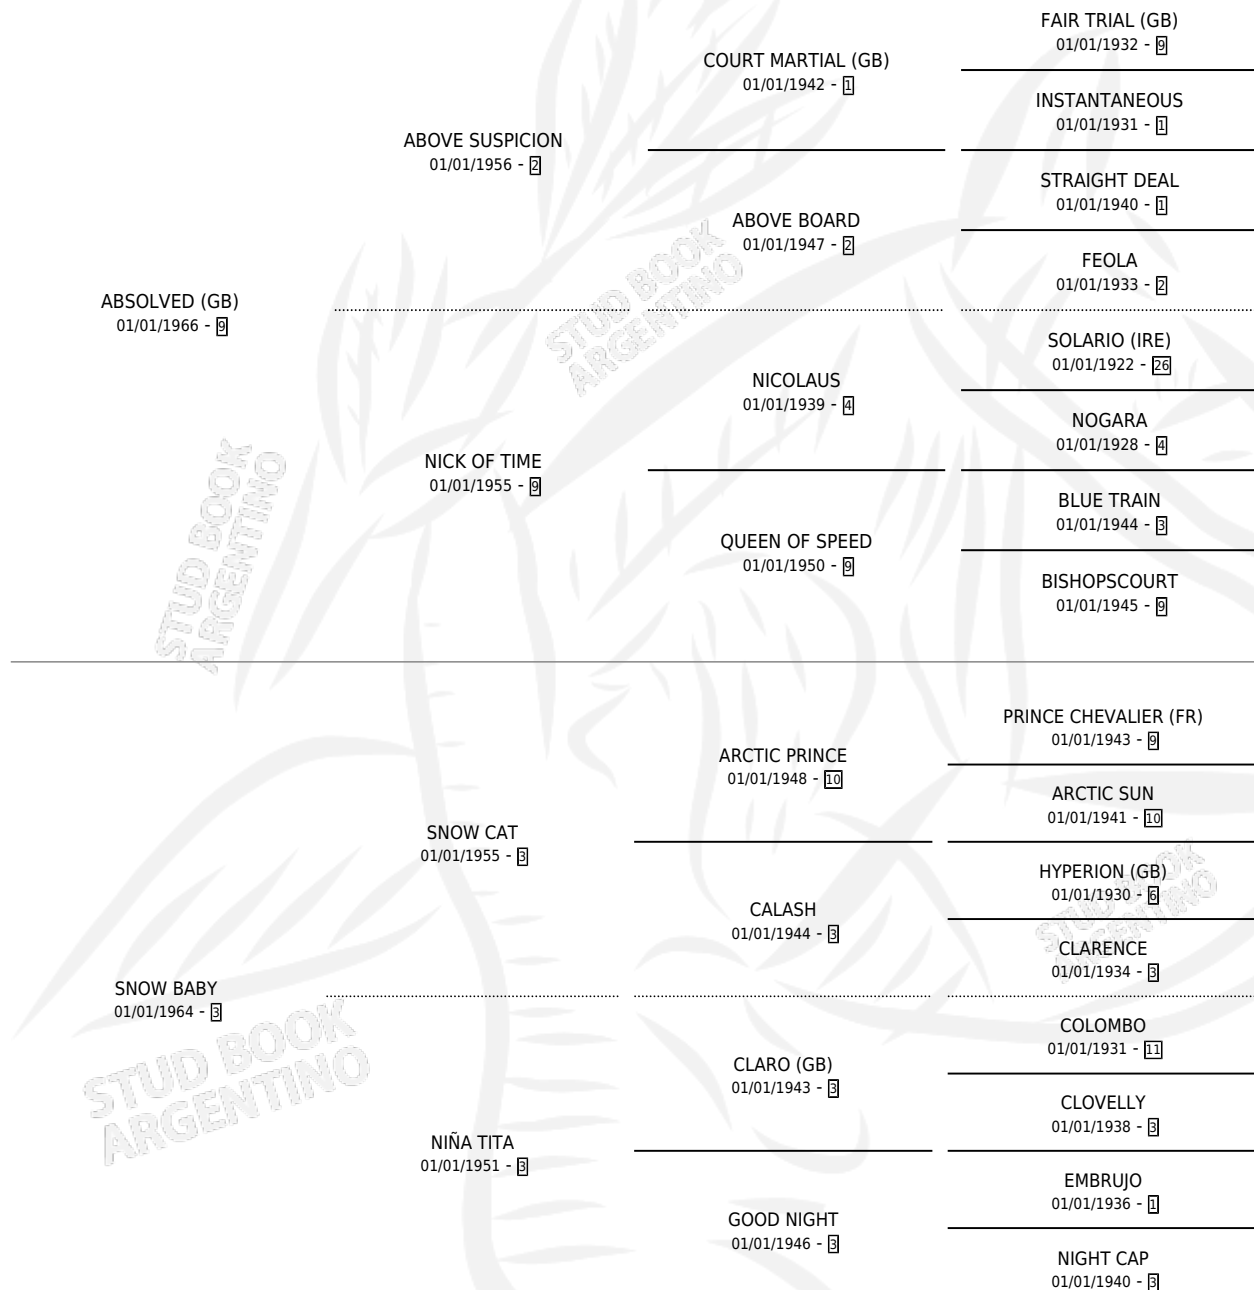 FAIR TRIAL (GB)
01/01/1932 - 9
COURT MARTIAL (GB)
01/01/1942 - 1
INSTANTANEOUS
01/01/1931 - 1
ABOVE SUSPICION
01/01/1956 - 2
STRAIGHT DEAL
01/01/1940 - 1
ABOVE BOARD
01/01/1947 - 2
FEOLA
01/01/1933 - 2
ABSOLVED (GB)
01/01/1966 - 9
SOLARIO (IRE)
01/01/1922 - 26
NICOLAUS
01/01/1939 - 4
NOGARA
01/01/1928 - 4
NICK OF TIME
01/01/1955 - 9
BLUE TRAIN
01/01/1944 - 3
QUEEN OF SPEED
01/01/1950 - 9
BISHOPSCOURT
01/01/1945 - 9
PRINCE CHEVALIER (FR)
01/01/1943 - 9
ARCTIC PRINCE
01/01/1948 - 10
ARCTIC SUN
01/01/1941 - 10
SNOW CAT
01/01/1955 - 3
HYPERION (GB)
01/01/1930 - 6
CALASH
01/01/1944 - 3
CLARENCE
01/01/1934 - 3
SNOW BABY
01/01/1964 - 3
COLOMBO
01/01/1931 - 11
CLARO (GB)
01/01/1943 - 3
CLOVELLY
01/01/1938 - 3
NIÑA TITA
01/01/1951 - 3
EMBRUJO
01/01/1936 - 1
GOOD NIGHT
01/01/1946 - 3
NIGHT CAP
01/01/1940 - 3
STUD BOOK
ARGENTINO
STUD BOOK
ARGENTINO
STUD BOOK
ARGENTINO
STUD BOOK
ARGENTINO